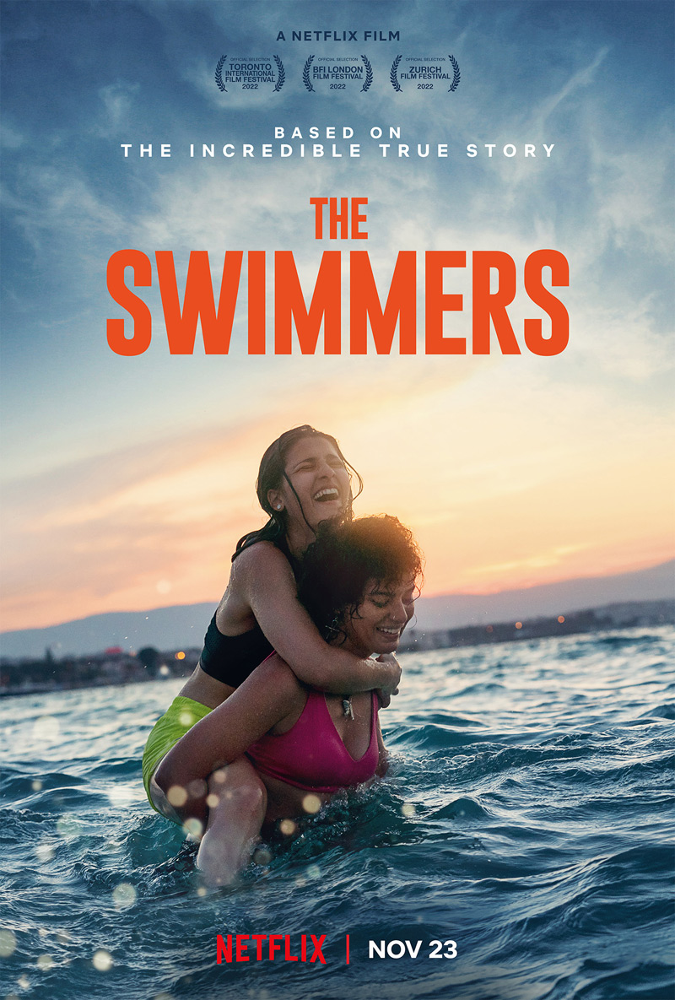 A NETFLIX FILM
OFFICIAL SELECTION
TORONTO
INTERNATIONAL
FILM FESTIVAL
2022
OFFICIAL SELECTION
BFI LONDON
FILM FESTIVAL
2022
OFFICIAL SELECTION
ZURICH
FILM FESTIVAL
2022
BASED ON
THE INCREDIBLE TRUE STORY
THE
SWIMMERS
NETFLIX | NOV 23